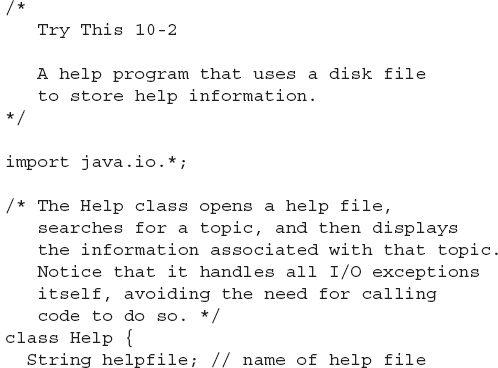 /*
   Try This 10-2

   A help program that uses a disk file
   to store help information.
*/

import java.io.*;

/* The Help class opens a help file,
   searches for a topic, and then displays
   the information associated with that topic.
   Notice that it handles all I/O exceptions
   itself, avoiding the need for calling
   code to do so. */
class Help {
  String helpfile; // name of help file